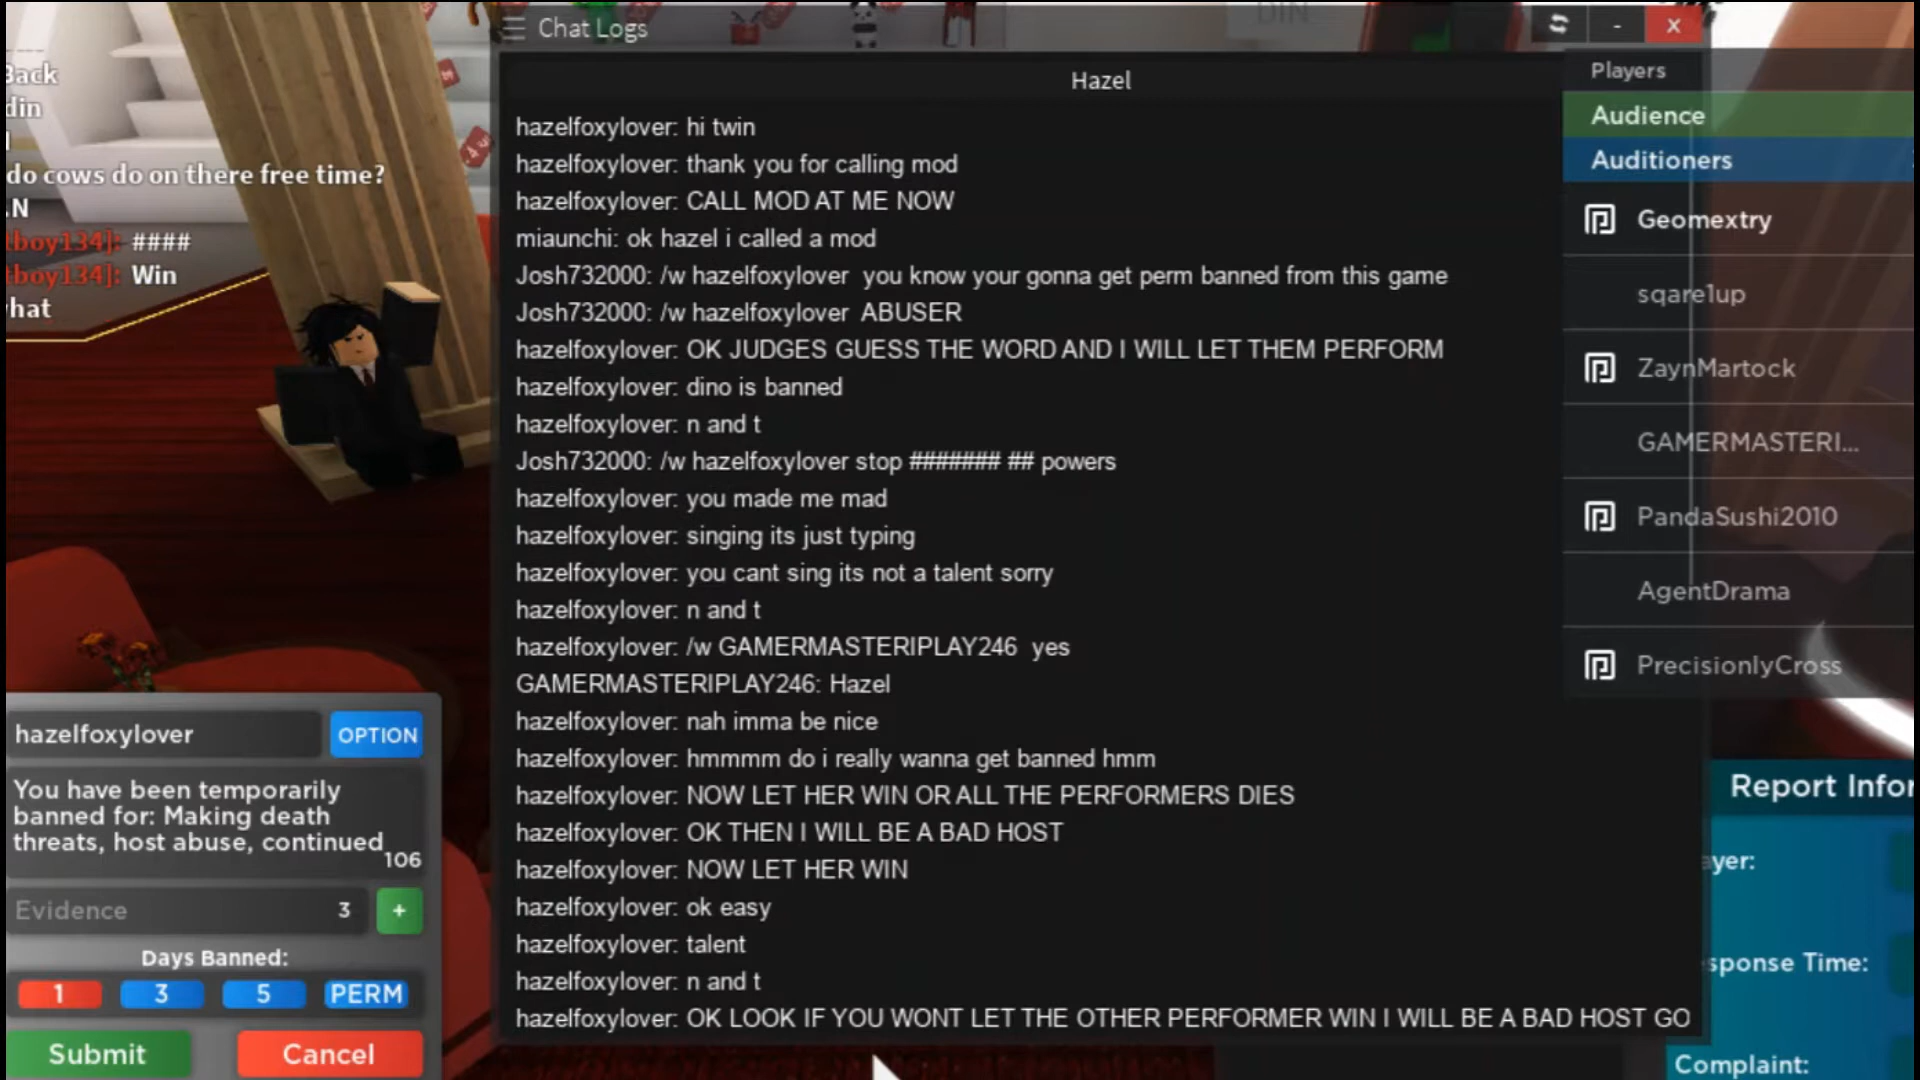 Chat Logs
-
X
DIN
Hazel
hazelfoxylover: hi twin
hazelfoxylover: thank you for calling mod
hazelfoxylover: CALL MOD AT ME NOW
miaunchi: ok hazel i called a mod
Josh732000: /w hazelfoxylover  you know your gonna get perm banned from this game
Josh732000: /w hazelfoxylover  ABUSER
hazelfoxylover: OK JUDGES GUESS THE WORD AND I WILL LET THEM PERFORM
hazelfoxylover: dino is banned
hazelfoxylover: n and t
Josh732000: /w hazelfoxylover stop ####### ## powers
hazelfoxylover: you made me mad
hazelfoxylover: singing its just typing
hazelfoxylover: you cant sing its not a talent sorry
hazelfoxylover: n and t
hazelfoxylover: /w GAMERMASTERIPLAY246  yes
GAMERMASTERIPLAY246: Hazel
hazelfoxylover: nah imma be nice
hazelfoxylover: hmmmm do i really wanna get banned hmm
hazelfoxylover: NOW LET HER WIN OR ALL THE PERFORMERS DIES
hazelfoxylover: OK THEN I WILL BE A BAD HOST
hazelfoxylover: NOW LET HER WIN
hazelfoxylover: ok easy
hazelfoxylover: talent
hazelfoxylover: n and t
hazelfoxylover: OK LOOK IF YOU WONT LET THE OTHER PERFORMER WIN I WILL BE A BAD HOST GO
Back
din
do cows do on there free time?
.N
tboy134]: ####
tboy134]: Win
hat
hazelfoxylover
OPTION
You have been temporarily
banned for: Making death
threats, host abuse, continued
106
Evidence
3
+
Days Banned:
1
3
5
PERM
Submit
Cancel
Players
Audience
Auditioners
Geomextry
sqare1up
ZaynMartock
GAMERMASTERI...
PandaSushi2010
AgentDrama
PrecisionlyCross
Report Infor
ayer:
sponse Time:
Complaint: